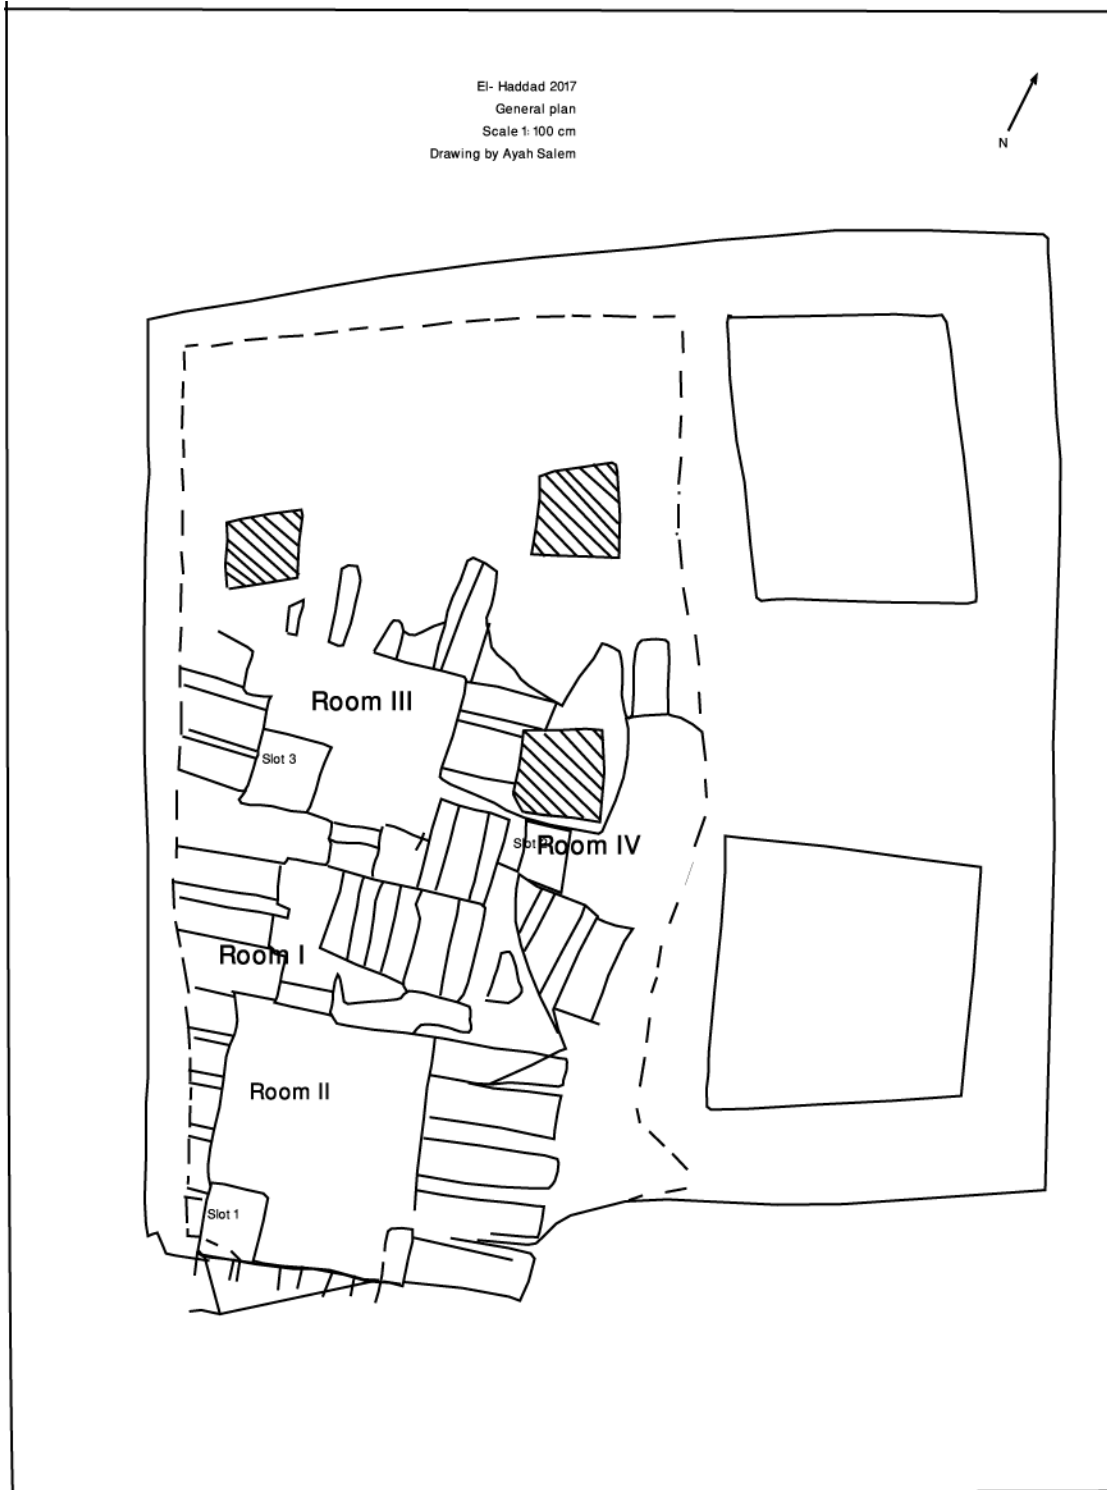 El- Haddad 2017
General plan
Scale 1: 100 cm
Drawing by Ayah Salem
N
Room III
Slot 3
Slot
Room IV
Room I
Room II
Slot 1